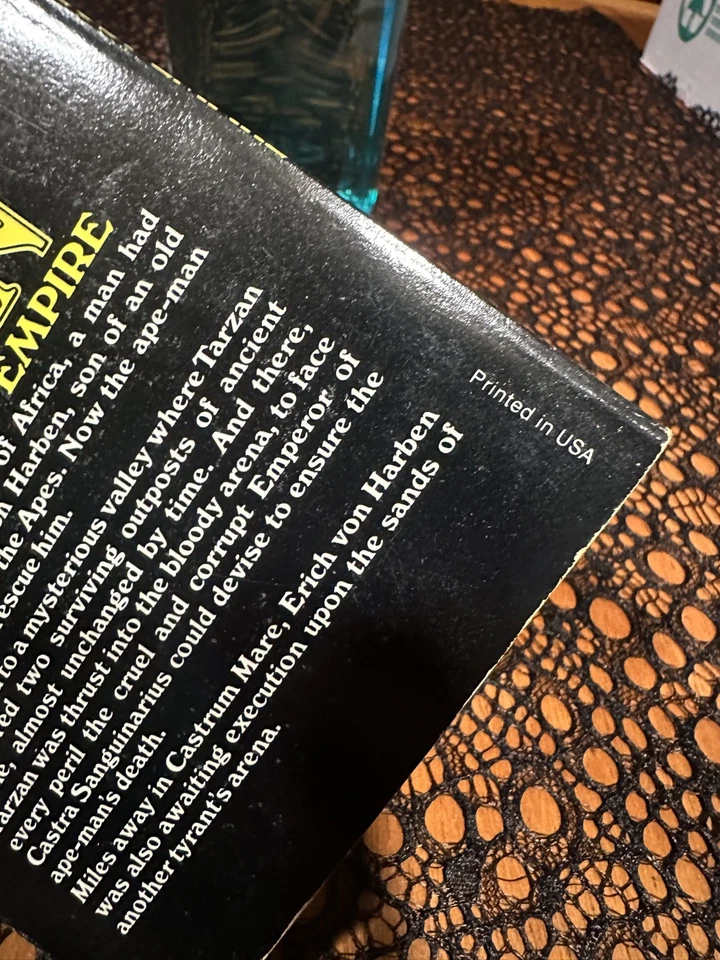 EMPIRE
of Africa, a man had
Harben, son of an old
the Apes. Now the ape-man
rescue him.
to a mysterious valley where Tarzan
two surviving outposts of ancient
almost unchanged by time. And there,
Tarzan was thrust into the bloody arena, to face
every peril the cruel and corrupt Emperor of
Castra Sanguinarius could devise to ensure the
ape-man's death.
Miles away in Castrum Mare, Erich von Harben
was also awaiting execution upon the sands of
another tyrant's arena.
Printed in USA